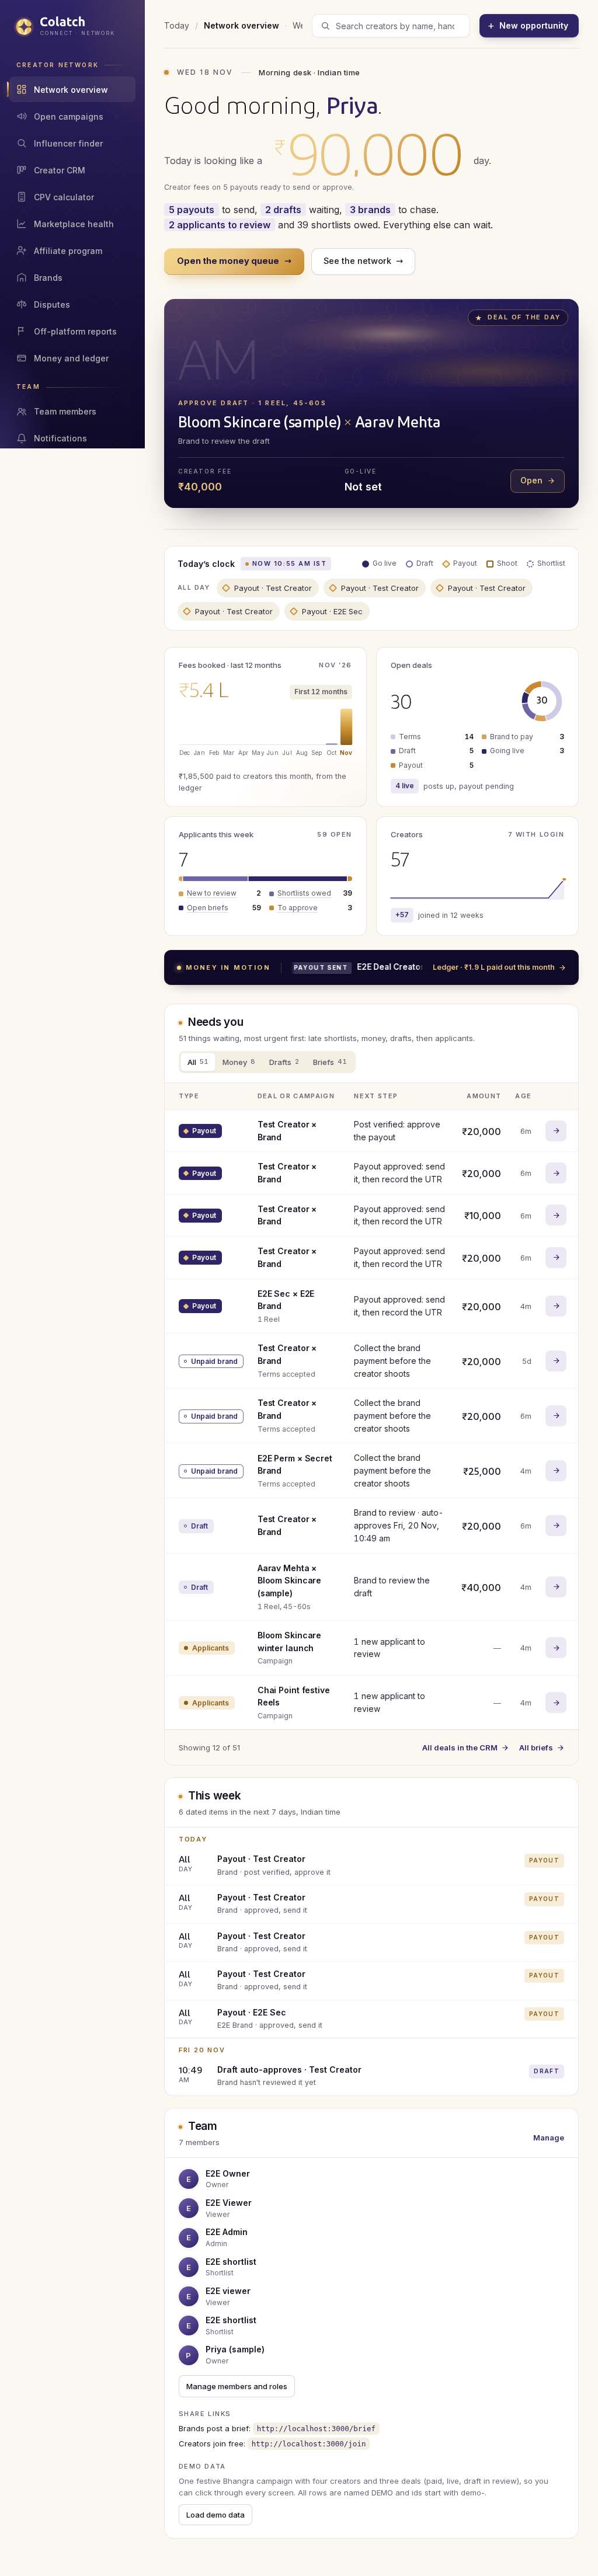 Colatch
CONNECT · NETWORK
CREATOR NETWORK
Network overview
Open campaigns
Influencer finder
Creator CRM
CPV calculator
Marketplace health
Affiliate program
Brands
Disputes
Off-platform reports
Money and ledger
TEAM
Team members
Notifications
Today / Network overview · We
Search creators by name, hand
+ New opportunity
WED 18 NOV — Morning desk · Indian time
Good morning, Priya.
Today is looking like a ₹90,000 day.
Creator fees on 5 payouts ready to send or approve.
5 payouts to send, 2 drafts waiting, 3 brands to chase.
2 applicants to review and 39 shortlists owed. Everything else can wait.
Open the money queue →
See the network →
★ DEAL OF THE DAY
AM
APPROVE DRAFT · 1 REEL, 45-60S
Bloom Skincare (sample) × Aarav Mehta
Brand to review the draft
CREATOR FEE
₹40,000
GO-LIVE
Not set
Open →
Today's clock
NOW 10:55 AM IST
Go live
Draft
Payout
Shoot
Shortlist
ALL DAY
Payout · Test Creator
Payout · Test Creator
Payout · Test Creator
Payout · Test Creator
Payout · E2E Sec
Fees booked · last 12 months
NOV '26
₹5.4 L
First 12 months
Dec Jan Feb Mar Apr May Jun Jul Aug Sep Oct Nov
₹1,85,500 paid to creators this month, from the
ledger
Open deals
30
30
Terms 14
Brand to pay 3
Draft 5
Going live 3
Payout 5
4 live posts up, payout pending
Applicants this week
59 OPEN
7
New to review 2
Shortlists owed 39
Open briefs 59
To approve 3
Creators
7 WITH LOGIN
57
+57 joined in 12 weeks
MONEY IN MOTION
PAYOUT SENT E2E Deal Creator
Ledger · ₹1.9 L paid out this month →
Needs you
51 things waiting, most urgent first: late shortlists, money, drafts, then applicants.
All 51
Money 8
Drafts 2
Briefs 41
TYPE DEAL OR CAMPAIGN NEXT STEP AMOUNT AGE
Payout
Test Creator ×
Brand
Post verified: approve
the payout
₹20,000
6m
→
Payout
Test Creator ×
Brand
Payout approved: send
it, then record the UTR
₹20,000
6m
→
Payout
Test Creator ×
Brand
Payout approved: send
it, then record the UTR
₹10,000
6m
→
Payout
Test Creator ×
Brand
Payout approved: send
it, then record the UTR
₹20,000
6m
→
Payout
E2E Sec × E2E
Brand
1 Reel
Payout approved: send
it, then record the UTR
₹20,000
4m
→
Unpaid brand
Test Creator ×
Brand
Terms accepted
Collect the brand
payment before the
creator shoots
₹20,000
5d
→
Unpaid brand
Test Creator ×
Brand
Terms accepted
Collect the brand
payment before the
creator shoots
₹20,000
6m
→
Unpaid brand
E2E Perm × Secret
Brand
Terms accepted
Collect the brand
payment before the
creator shoots
₹25,000
4m
→
Draft
Test Creator ×
Brand
Brand to review · auto-
approves Fri, 20 Nov,
10:49 am
₹20,000
6m
→
Draft
Aarav Mehta ×
Bloom Skincare
(sample)
1 Reel, 45-60s
Brand to review the
draft
₹40,000
4m
→
Applicants
Bloom Skincare
winter launch
Campaign
1 new applicant to
review
—
4m
→
Applicants
Chai Point festive
Reels
Campaign
1 new applicant to
review
—
4m
→
Showing 12 of 51
All deals in the CRM →
All briefs →
This week
6 dated items in the next 7 days, Indian time
TODAY
All
DAY
Payout · Test Creator
Brand · post verified, approve it
PAYOUT
All
DAY
Payout · Test Creator
Brand · approved, send it
PAYOUT
All
DAY
Payout · Test Creator
Brand · approved, send it
PAYOUT
All
DAY
Payout · Test Creator
Brand · approved, send it
PAYOUT
All
DAY
Payout · E2E Sec
E2E Brand · approved, send it
PAYOUT
FRI 20 NOV
10:49
AM
Draft auto-approves · Test Creator
Brand hasn't reviewed it yet
DRAFT
Team
7 members
Manage
E
E2E Owner
Owner
E
E2E Viewer
Viewer
E
E2E Admin
Admin
E
E2E shortlist
Shortlist
E
E2E viewer
Viewer
E
E2E shortlist
Shortlist
P
Priya (sample)
Owner
Manage members and roles
SHARE LINKS
Brands post a brief: http://localhost:3000/brief
Creators join free: http://localhost:3000/join
DEMO DATA
One festive Bhangra campaign with four creators and three deals (paid, live, draft in review), so you
can click through every screen. All rows are named DEMO and ids start with demo-.
Load demo data